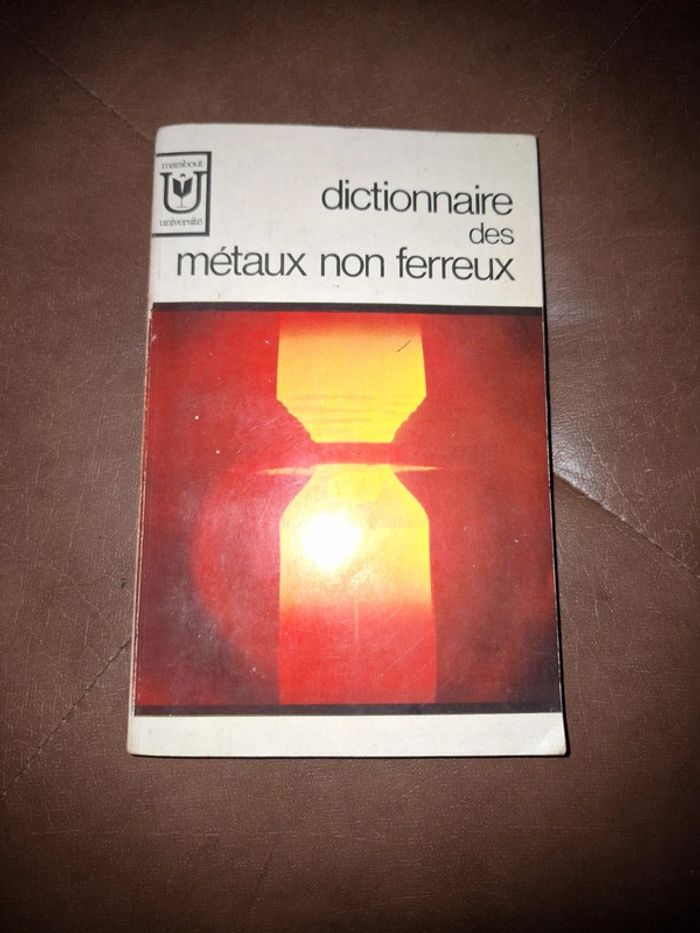 marabout
U
université
dictionnaire
des
métaux non ferreux